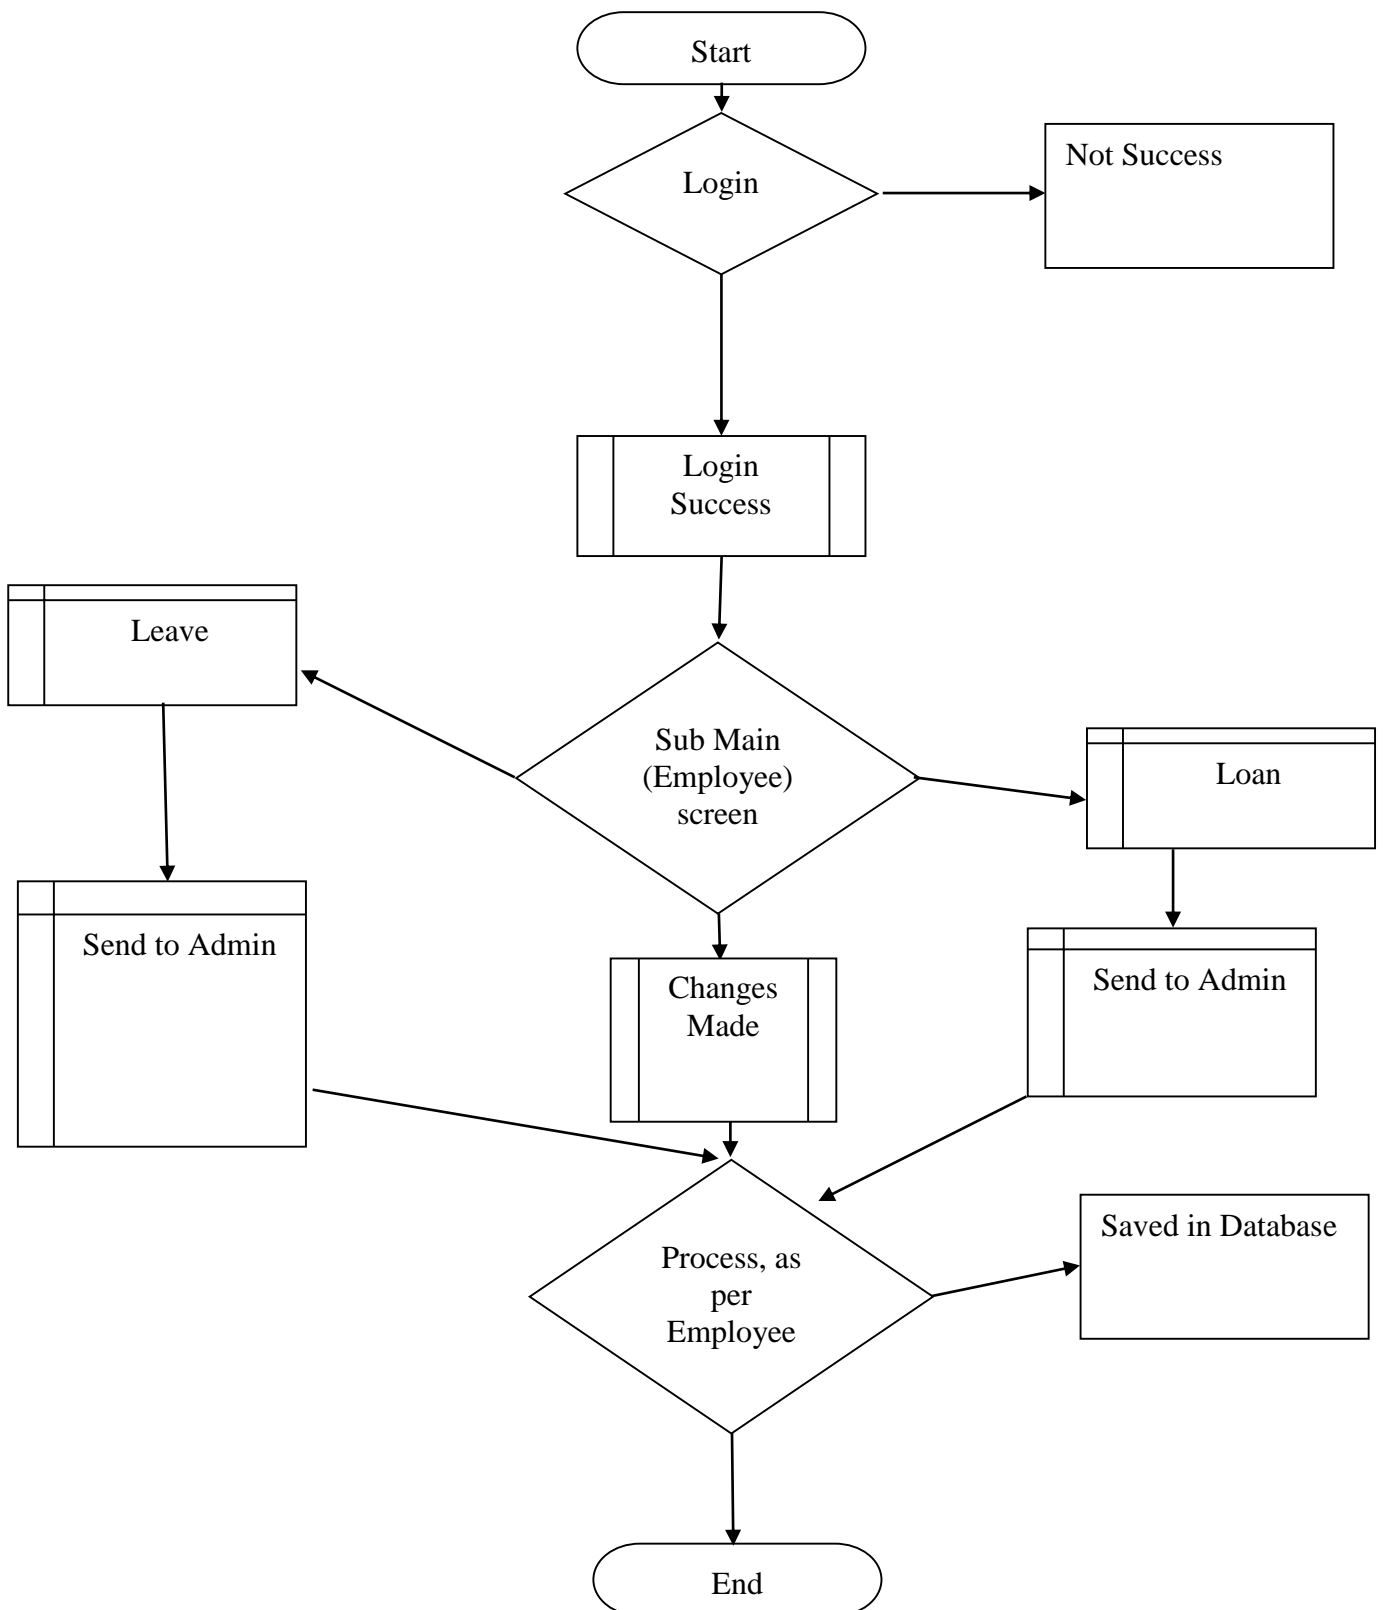 Start
Login
Not Success
Login
Success
Leave
Sub Main
(Employee)
screen
Loan
Send to Admin
Changes
Made
Send to Admin
Process, as
per
Employee
Saved in Database
End